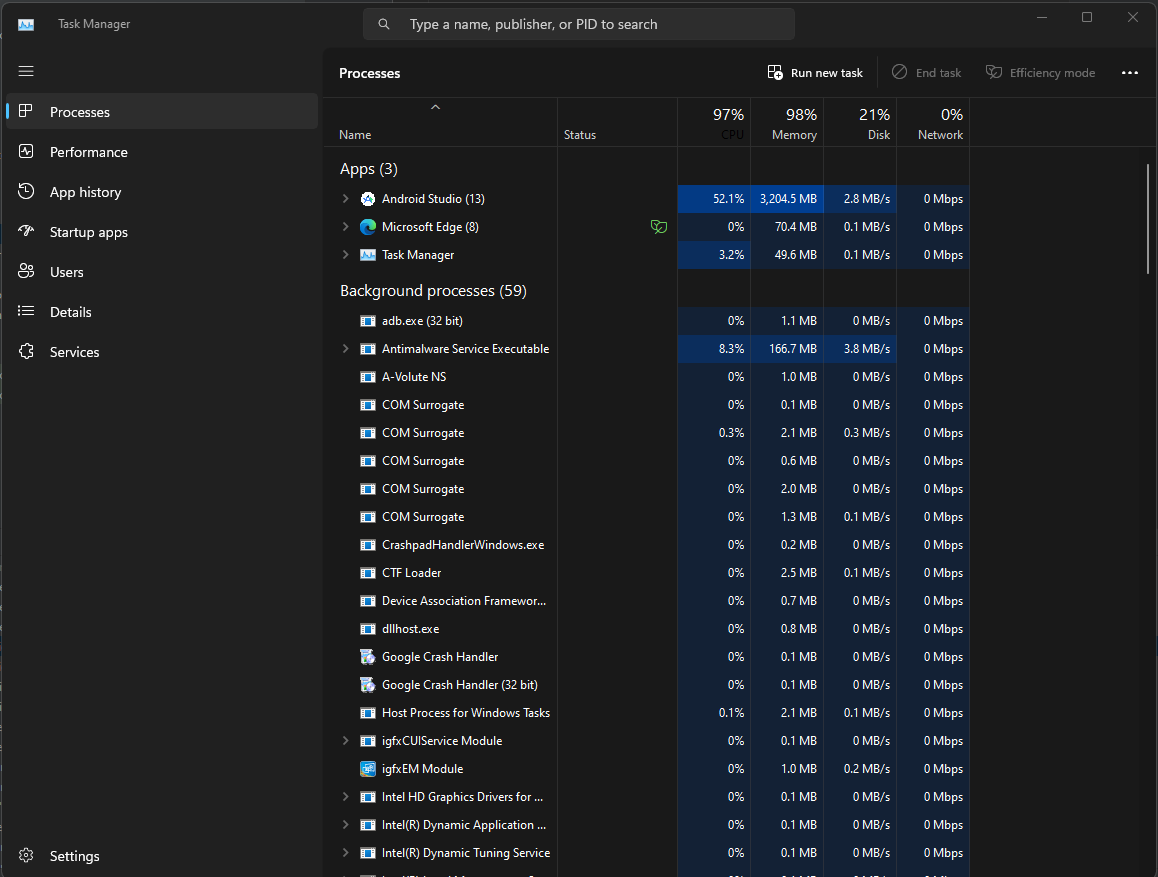 Task Manager
Type a name, publisher, or PID to search
Processes
Performance
App history
Startup apps
Users
Details
Services
Settings
Processes
Run new task
End task
Efficiency mode
97% 98% 21% 0%
Name Status CPU Memory Disk Network
Apps (3)
Android Studio (13) 52.1% 3,204.5 MB 2.8 MB/s 0 Mbps
Microsoft Edge (8) 0% 70.4 MB 0.1 MB/s 0 Mbps
Task Manager 3.2% 49.6 MB 0.1 MB/s 0 Mbps
Background processes (59)
adb.exe (32 bit) 0% 1.1 MB 0 MB/s 0 Mbps
Antimalware Service Executable 8.3% 166.7 MB 3.8 MB/s 0 Mbps
A-Volute NS 0% 1.0 MB 0 MB/s 0 Mbps
COM Surrogate 0% 0.1 MB 0 MB/s 0 Mbps
COM Surrogate 0.3% 2.1 MB 0.3 MB/s 0 Mbps
COM Surrogate 0% 0.6 MB 0 MB/s 0 Mbps
COM Surrogate 0% 2.0 MB 0 MB/s 0 Mbps
COM Surrogate 0% 1.3 MB 0.1 MB/s 0 Mbps
CrashpadHandlerWindows.exe 0% 0.2 MB 0 MB/s 0 Mbps
CTF Loader 0% 2.5 MB 0.1 MB/s 0 Mbps
Device Association Framewor... 0% 0.7 MB 0 MB/s 0 Mbps
dllhost.exe 0% 0.8 MB 0 MB/s 0 Mbps
Google Crash Handler 0% 0.1 MB 0 MB/s 0 Mbps
Google Crash Handler (32 bit) 0% 0.1 MB 0 MB/s 0 Mbps
Host Process for Windows Tasks 0.1% 2.1 MB 0.1 MB/s 0 Mbps
igfxCUIService Module 0% 0.1 MB 0 MB/s 0 Mbps
igfxEM Module 0% 1.0 MB 0.2 MB/s 0 Mbps
Intel HD Graphics Drivers for ... 0% 0.1 MB 0 MB/s 0 Mbps
Intel(R) Dynamic Application ... 0% 0.1 MB 0 MB/s 0 Mbps
Intel(R) Dynamic Tuning Service 0% 0.1 MB 0 MB/s 0 Mbps